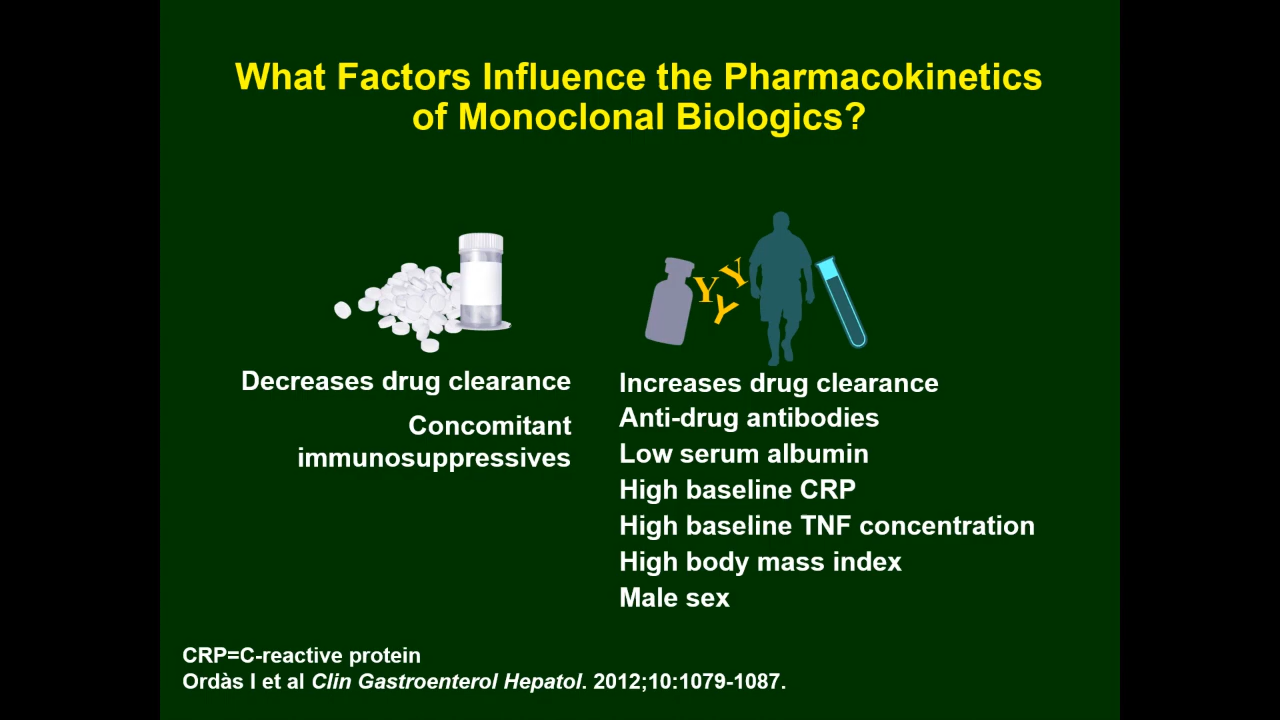 What Factors Influence the Pharmacokinetics
of Monoclonal Biologics?
Y
Y
Y
Decreases drug clearance
Concomitant
immunosuppressives
Increases drug clearance
Anti-drug antibodies
Low serum albumin
High baseline CRP
High baseline TNF concentration
High body mass index
Male sex
CRP=C-reactive protein
Ordàs I et al Clin Gastroenterol Hepatol. 2012;10:1079-1087.